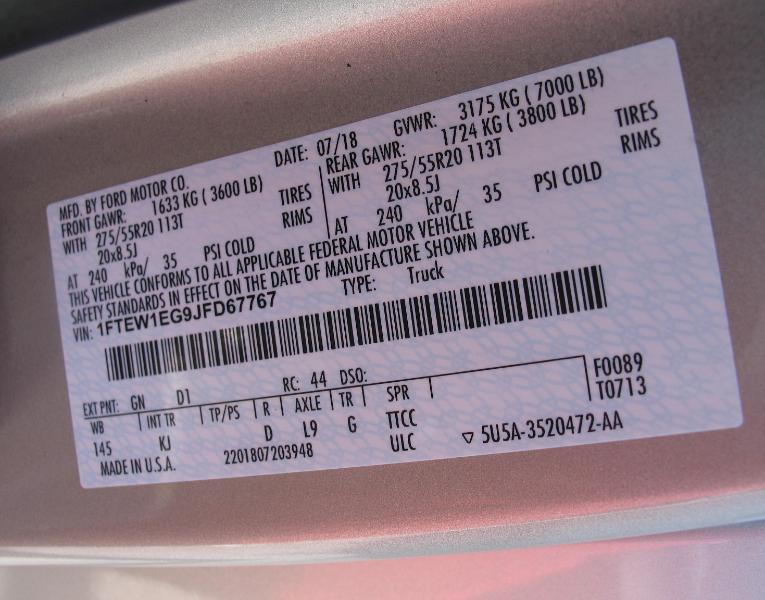 MFD. BY FORD MOTOR CO. DATE: 07/18 GVWR: 3175 KG ( 7000 LB)
FRONT GAWR: 1633 KG ( 3600 LB) REAR GAWR: 1724 KG ( 3800 LB)
WITH 275/55R20 113T TIRES WITH 275/55R20 113T TIRES
20x8.5J RIMS 20x8.5J RIMS
AT 240 kPa/ 35 PSI COLD AT 240 kPa/ 35 PSI COLD
THIS VEHICLE CONFORMS TO ALL APPLICABLE FEDERAL MOTOR VEHICLE
SAFETY STANDARDS IN EFFECT ON THE DATE OF MANUFACTURE SHOWN ABOVE.
VIN: 1FTEW1EG9JFD67767 TYPE: Truck
EXT PNT: GN D1 RC: 44 DSO: F0089
WB INT TR TP/PS R AXLE TR SPR T0713
145 KJ D L9 G TTCC
MADE IN U.S.A. 2201807203948 ULC ▽ 5U5A-3520472-AA